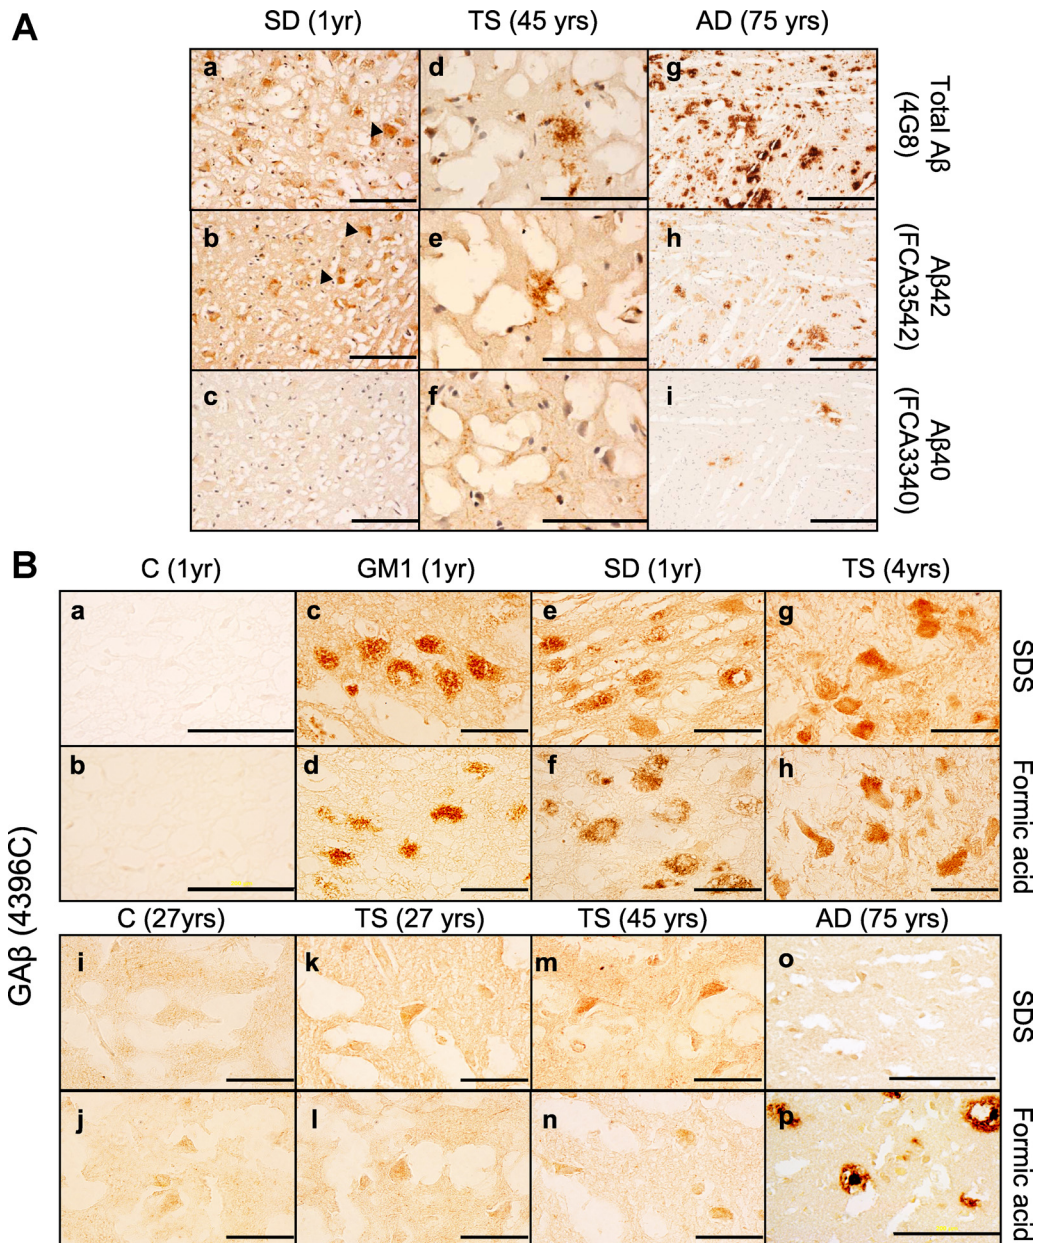 A
SD (1yr) TS (45 yrs) AD (75 yrs)
a d g
Total Aβ
(4G8)
b e h
Aβ42
(FCA3542)
c f i
Aβ40
(FCA3340)
B
C (1yr) GM1 (1yr) SD (1yr) TS (4yrs)
a c e g
SDS
b d f h
Formic acid
GAβ (4396C)
C (27yrs) TS (27 yrs) TS (45 yrs) AD (75 yrs)
i k m o
SDS
j l n p
Formic acid